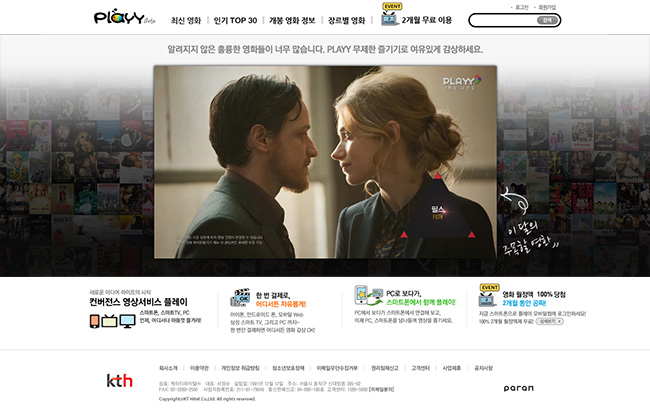 PLAYY Beta
최신 영화
인기 TOP 30
개봉 영화 정보
장르별 영화
EVENT
2개월 무료 이용
로그인
회원가입
검색
알려지지 않은 훌륭한 영화들이 너무 많습니다. PLAYY 무제한 즐기기로 여유있게 감상하세요.
PLAYY
필스
FILTH
이 달의
주목할 영화
새로운 미디어 라이프의 시작
컨버전스 영상서비스 플레이
스마트폰, 스마트TV, PC
언제, 어디서나 마음껏 즐겨라!
OK
한 번 결제로,
어디서든 자유롭게!
아이폰, 안드로이드 폰, 모바일 Web
삼성 스마트 TV, 그리고 PC 까지~
한 번만 결제하면 어디서든 영화 감상 OK!
PC로 보다가,
스마트폰에서 함께 플레이!
PC에서 보다가 스마트폰에서 연결해 보고,
이제 PC, 스마트폰을 넘나들며 영상을 즐기세요.
EVENT
영화 월정액 100% 당첨
2개월 동안 공짜!
지금 스마트폰으로 플레이 모바일웹에 로그인하세요!
100% 2개월 월정액제 무료!
상세보기
회사소개
이용약관
개인정보 취급방침
청소년보호정책
이메일무단수집거부
권리침해신고
고객센터
사업제휴
공지사항
kth
paran
Copyrights KT Hitel Co.Ltd. All rights reserved.